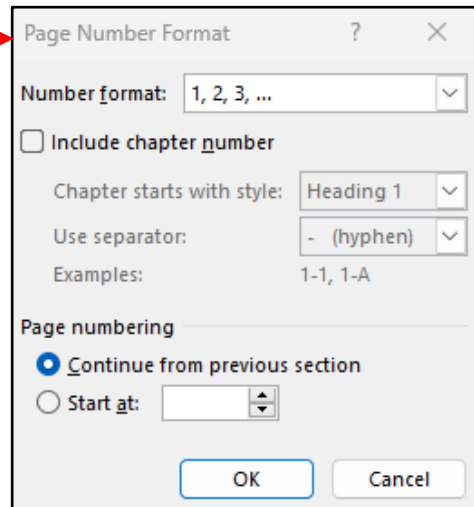 Page Number Format ? ×
Number format: 1, 2, 3, ...
Include chapter number
Chapter starts with style: Heading 1
Use separator: - (hyphen)
Examples: 1-1, 1-A
Page numbering
Continue from previous section
Start at:
OK Cancel